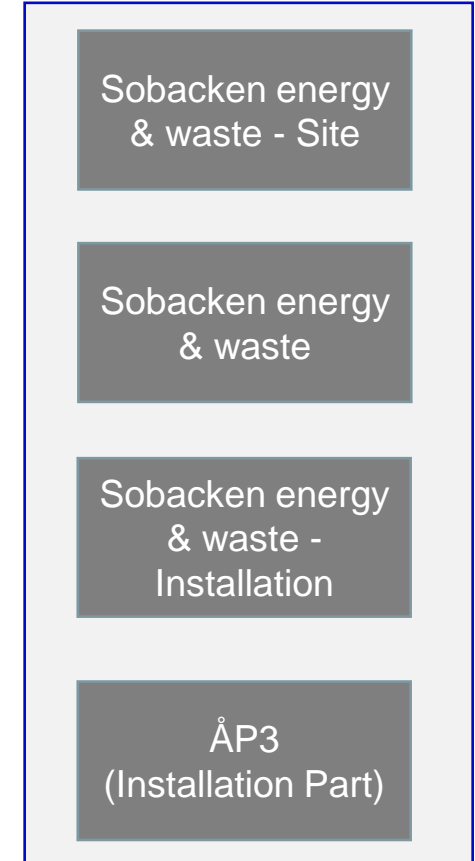 Sobacken energy
& waste - Site
Sobacken energy
& waste
Sobacken energy
& waste -
Installation
ÅP3
(Installation Part)